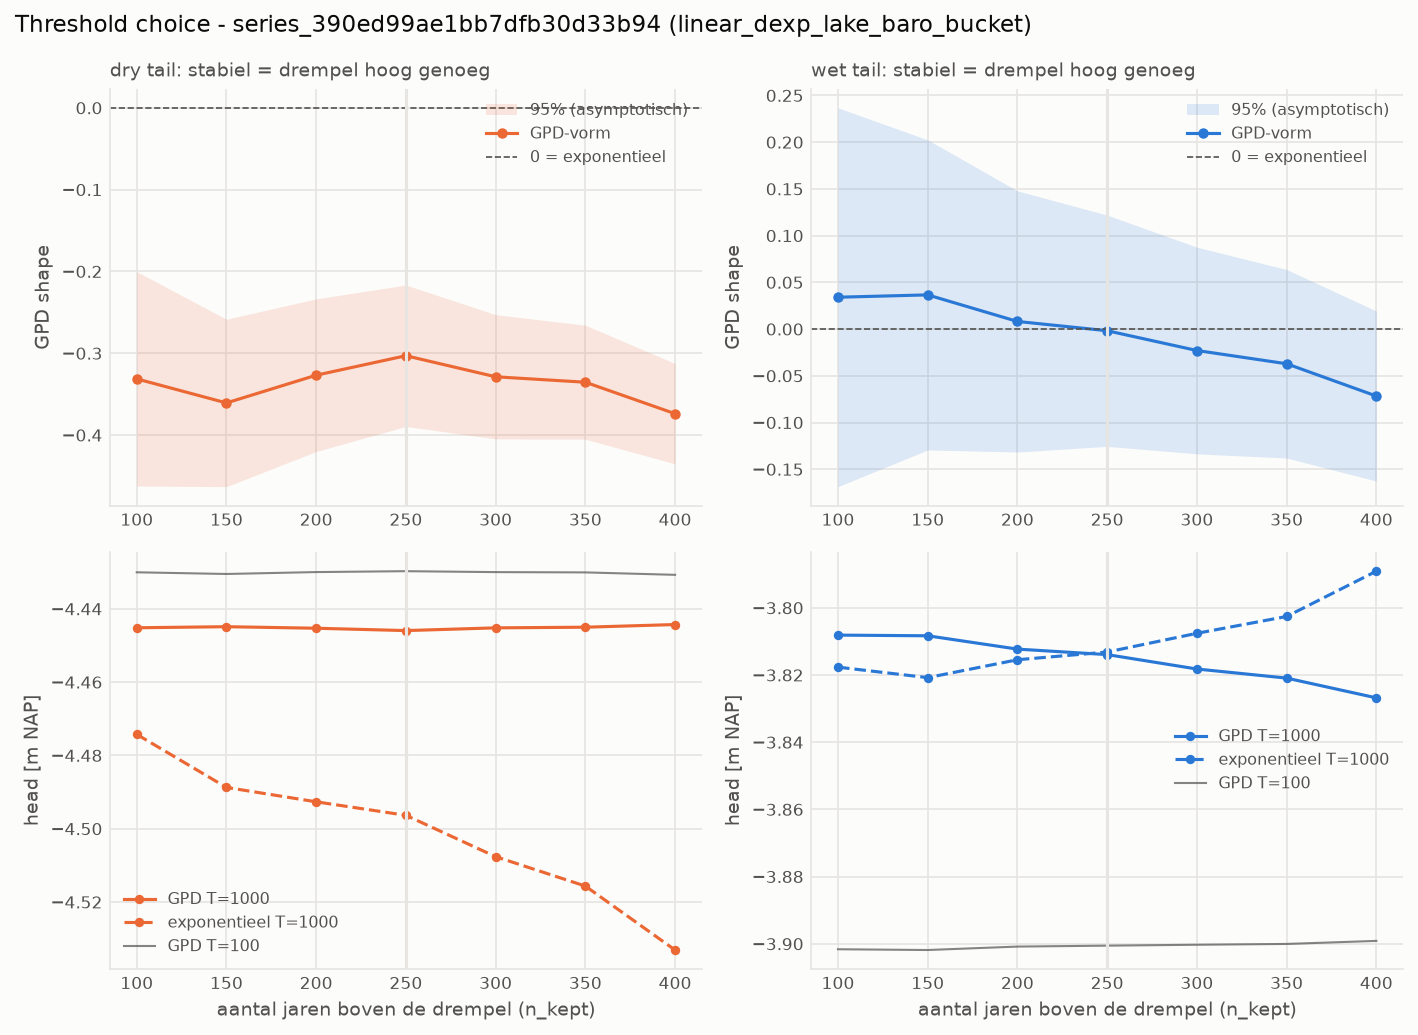 Threshold choice - series_390ed99ae1bb7dfb30d33b94 (linear_dexp_lake_baro_bucket)
dry tail: stabiel = drempel hoog genoeg
GPD shape
0.0
−0.1
−0.2
−0.3
−0.4
95% (asymptotisch)
GPD-vorm
0 = exponentieel
100 150 200 250 300 350 400
wet tail: stabiel = drempel hoog genoeg
GPD shape
0.25
0.20
0.15
0.10
0.05
0.00
−0.05
−0.10
−0.15
95% (asymptotisch)
GPD-vorm
0 = exponentieel
100 150 200 250 300 350 400
head [m NAP]
−4.44
−4.46
−4.48
−4.50
−4.52
GPD T=1000
exponentieel T=1000
GPD T=100
100 150 200 250 300 350 400
aantal jaren boven de drempel (n_kept)
head [m NAP]
−3.80
−3.82
−3.84
−3.86
−3.88
−3.90
GPD T=1000
exponentieel T=1000
GPD T=100
100 150 200 250 300 350 400
aantal jaren boven de drempel (n_kept)